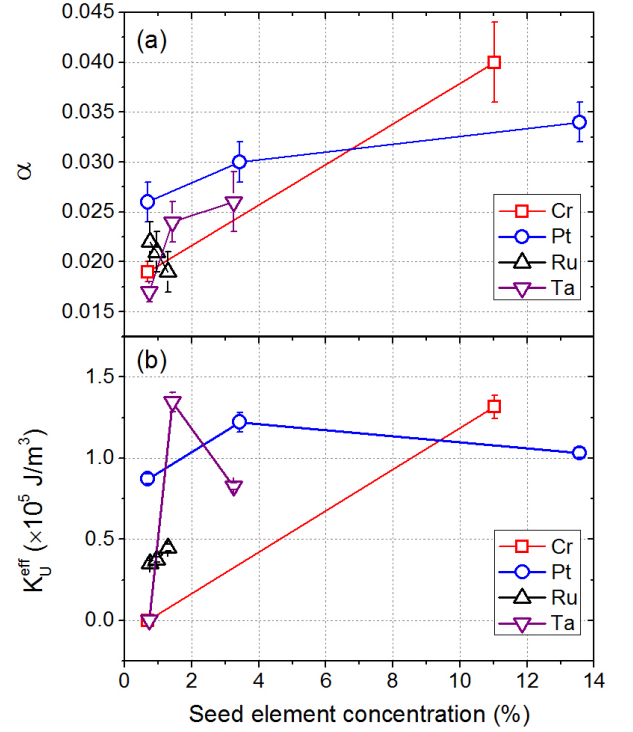 0.045
(a)
0.040
0.035
0.030
0.025
0.020
0.015
α
Cr
Pt
Ru
Ta
(b)
1.5
1.0
0.5
0.0
K_U^eff (×10^5 J/m^3)
Cr
Pt
Ru
Ta
0 2 4 6 8 10 12 14
Seed element concentration (%)